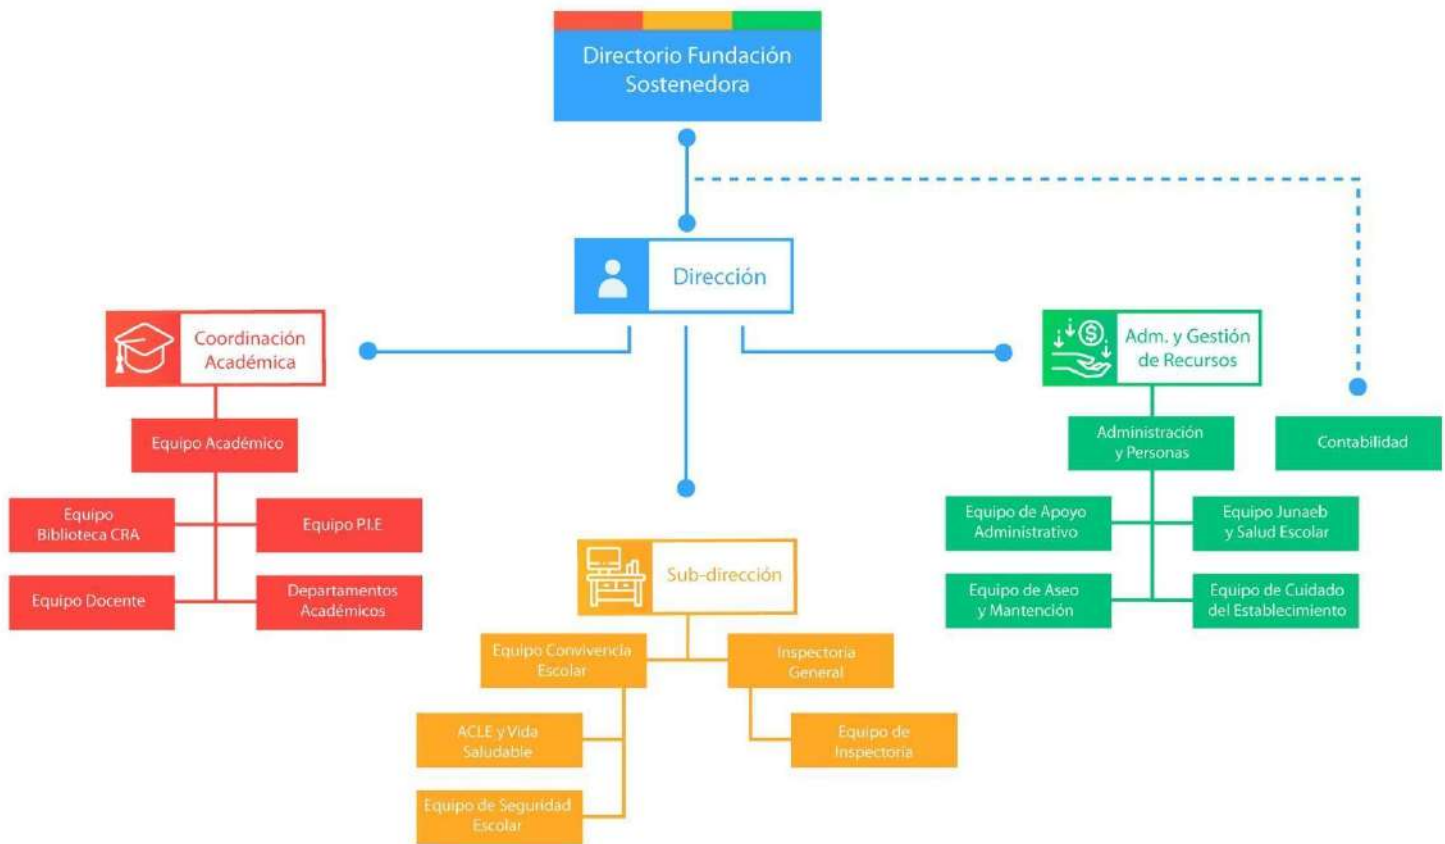 Directorio Fundación
Sostenedora
Dirección
Coordinación
Académica
Adm. y Gestión
de Recursos
Equipo Académico
Administración
y Personas
Contabilidad
Equipo
Biblioteca CRA
Equipo P.I.E
Equipo de Apoyo
Administrativo
Equipo Junaeb
y Salud Escolar
Equipo Docente
Departamentos
Académicos
Sub-dirección
Equipo de Aseo
y Mantención
Equipo de Cuidado
del Establecimiento
Equipo Convivencia
Escolar
Inspectoría
General
ACLE y Vida
Saludable
Equipo de
Inspectoría
Equipo de Seguridad
Escolar